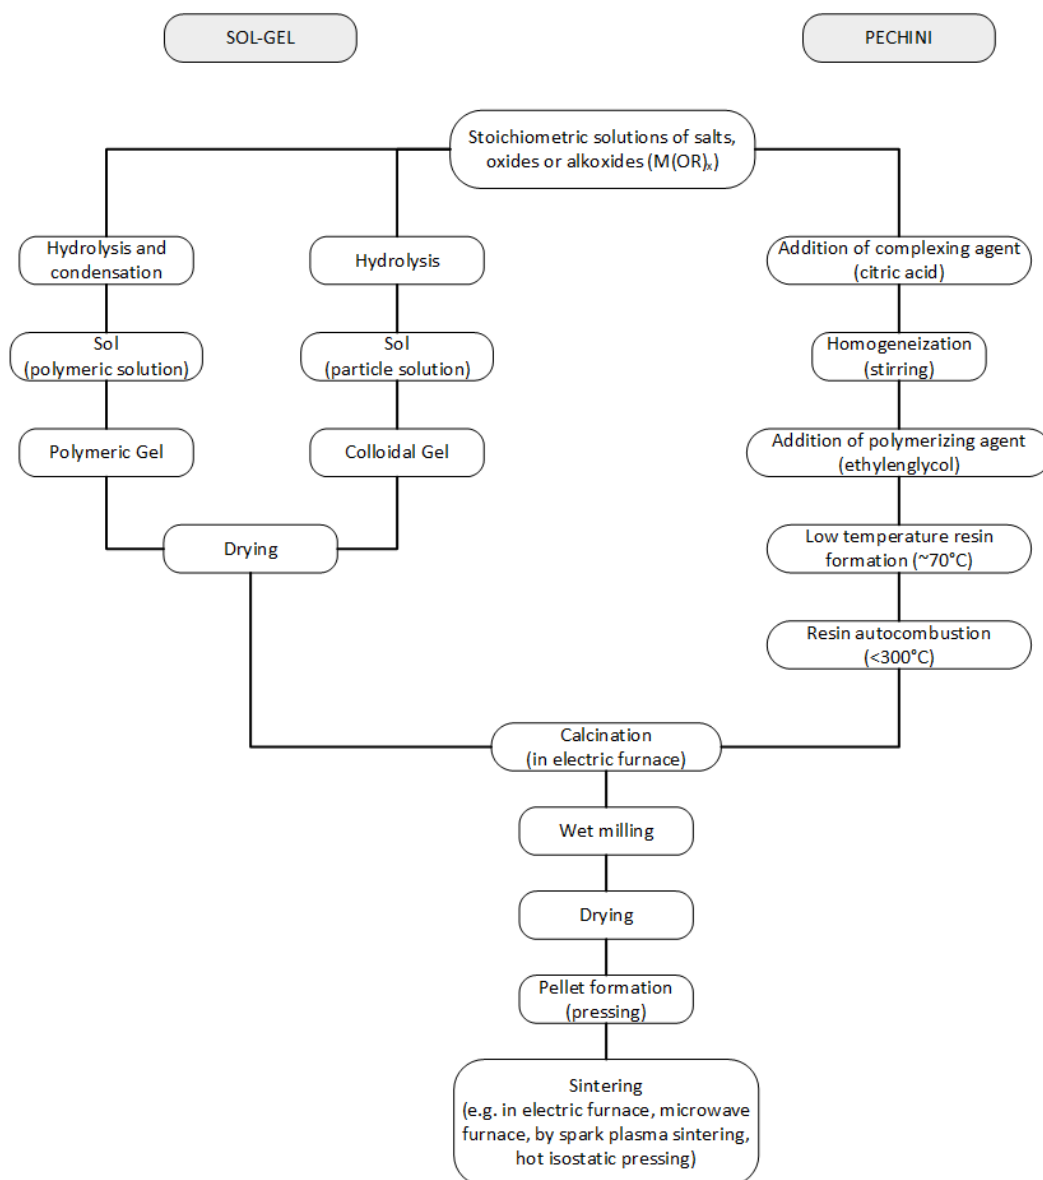 SOL-GEL
PECHINI
Stoichiometric solutions of salts,
oxides or alkoxides (M(OR)ₓ)
Hydrolysis and
condensation
Hydrolysis
Addition of complexing agent
(citric acid)
Sol
(polymeric solution)
Sol
(particle solution)
Homogeneization
(stirring)
Polymeric Gel
Colloidal Gel
Addition of polymerizing agent
(ethylenglycol)
Drying
Low temperature resin
formation (~70°C)
Resin autocombustion
(<300°C)
Calcination
(in electric furnace)
Wet milling
Drying
Pellet formation
(pressing)
Sintering
(e.g. in electric furnace, microwave
furnace, by spark plasma sintering,
hot isostatic pressing)